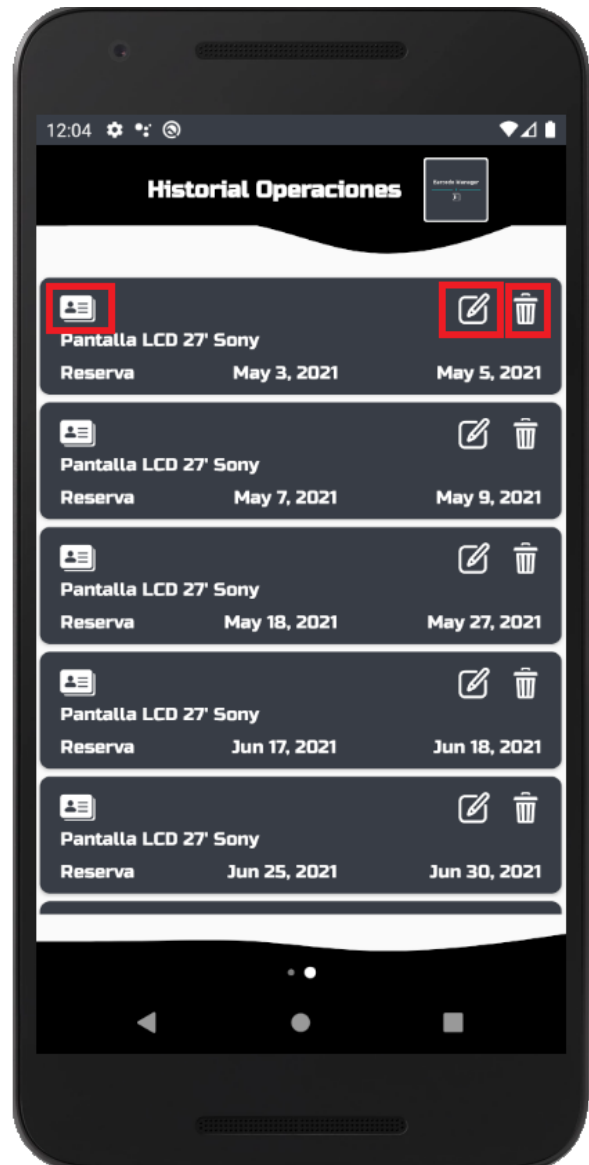 12:04
Historial Operaciones
Barcode Manager
Pantalla LCD 27' Sony
Reserva May 3, 2021 May 5, 2021
Pantalla LCD 27' Sony
Reserva May 7, 2021 May 9, 2021
Pantalla LCD 27' Sony
Reserva May 18, 2021 May 27, 2021
Pantalla LCD 27' Sony
Reserva Jun 17, 2021 Jun 18, 2021
Pantalla LCD 27' Sony
Reserva Jun 25, 2021 Jun 30, 2021